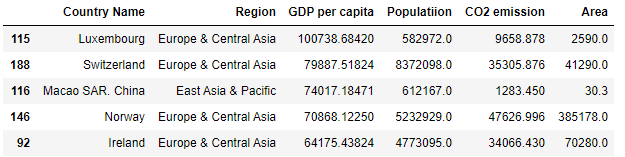 Country Name Region GDP per capita Populatiion CO2 emission Area
115 Luxembourg Europe & Central Asia 100738.68420 582972.0 9658.878 2590.0
188 Switzerland Europe & Central Asia 79887.51824 8372098.0 35305.876 41290.0
116 Macao SAR. China East Asia & Pacific 74017.18471 612167.0 1283.450 30.3
146 Norway Europe & Central Asia 70868.12250 5232929.0 47626.996 385178.0
92 Ireland Europe & Central Asia 64175.43824 4773095.0 34066.430 70280.0